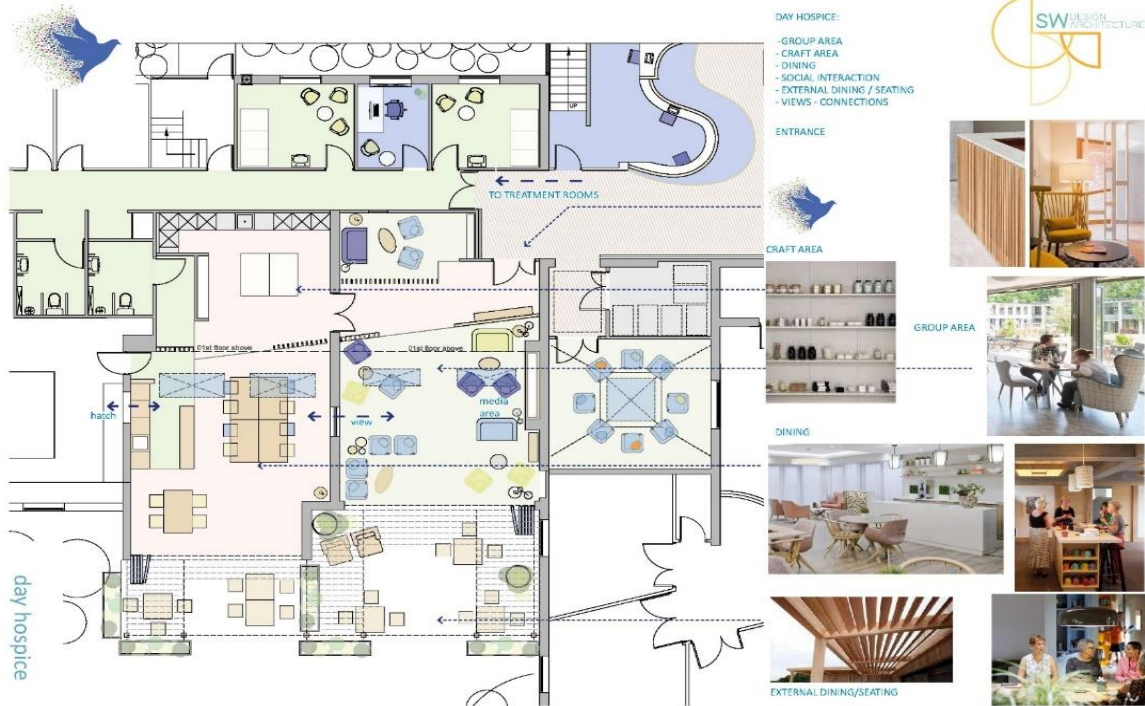 DAY HOSPICE:
-GROUP AREA
- CRAFT AREA
- DINING
- SOCIAL INTERACTION
- EXTERNAL DINING / SEATING
- VIEWS - CONNECTIONS
ENTRANCE
SW DESIGN
ARCHITECTURE
UP
TO TREATMENT ROOMS
CRAFT AREA
GROUP AREA
01st floor above
01st floor above
hatch
view
media
area
DINING
day hospice
EXTERNAL DINING/SEATING